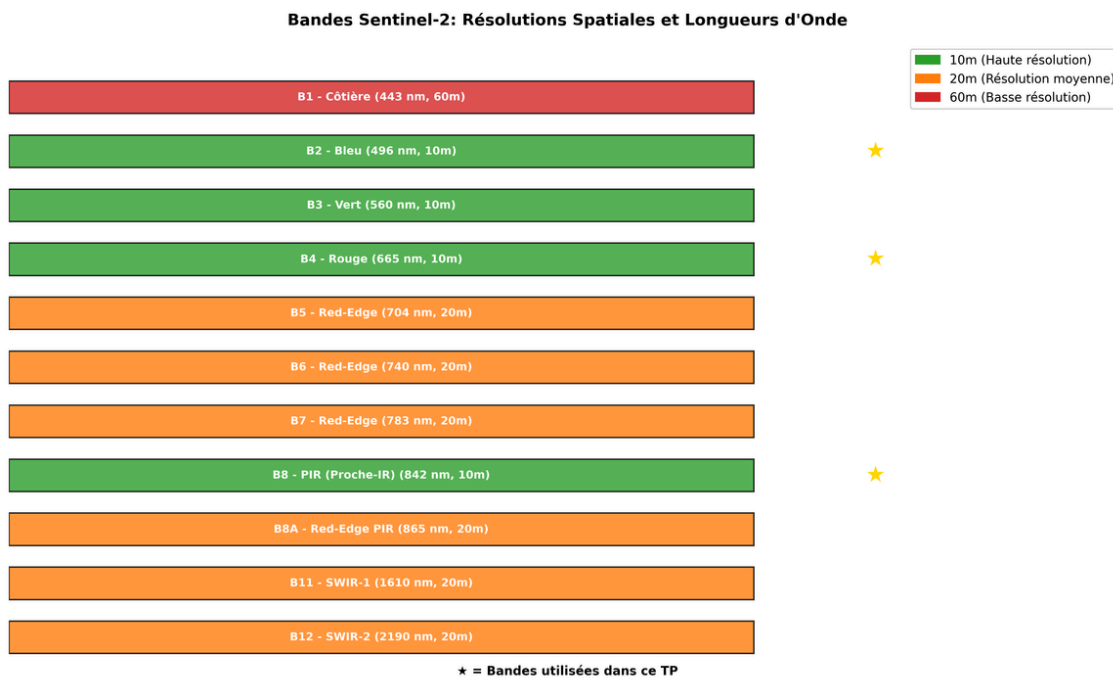 Bandes Sentinel-2: Résolutions Spatiales et Longueurs d'Onde
10m (Haute résolution)
20m (Résolution moyenne)
60m (Basse résolution)
B1 - Côtière (443 nm, 60m)
B2 - Bleu (496 nm, 10m)
B3 - Vert (560 nm, 10m)
B4 - Rouge (665 nm, 10m)
B5 - Red-Edge (704 nm, 20m)
B6 - Red-Edge (740 nm, 20m)
B7 - Red-Edge (783 nm, 20m)
B8 - PIR (Proche-IR) (842 nm, 10m)
B8A - Red-Edge PIR (865 nm, 20m)
B11 - SWIR-1 (1610 nm, 20m)
B12 - SWIR-2 (2190 nm, 20m)
★ = Bandes utilisées dans ce TP